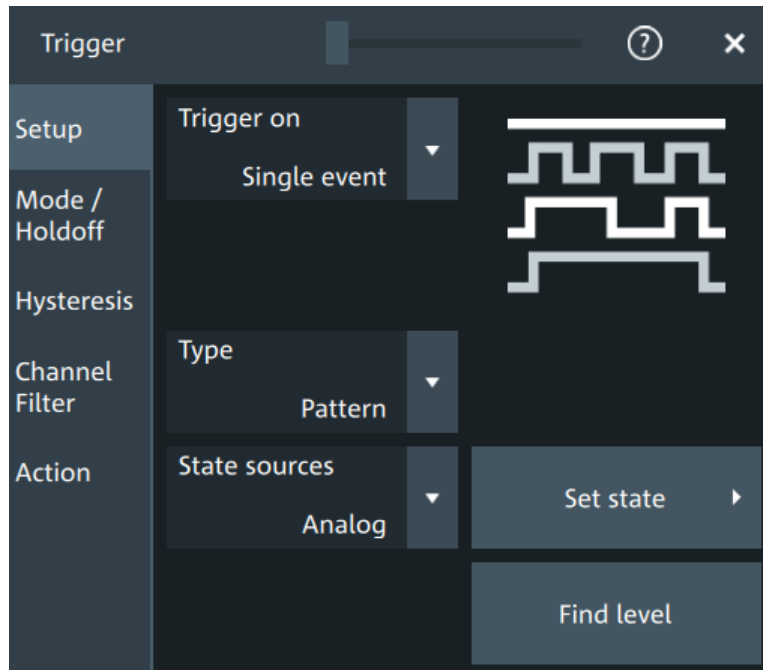 Trigger
?
Setup
Mode /
Holdoff
Hysteresis
Channel
Filter
Action
Trigger on
Single event
Type
Pattern
State sources
Analog
Set state
Find level